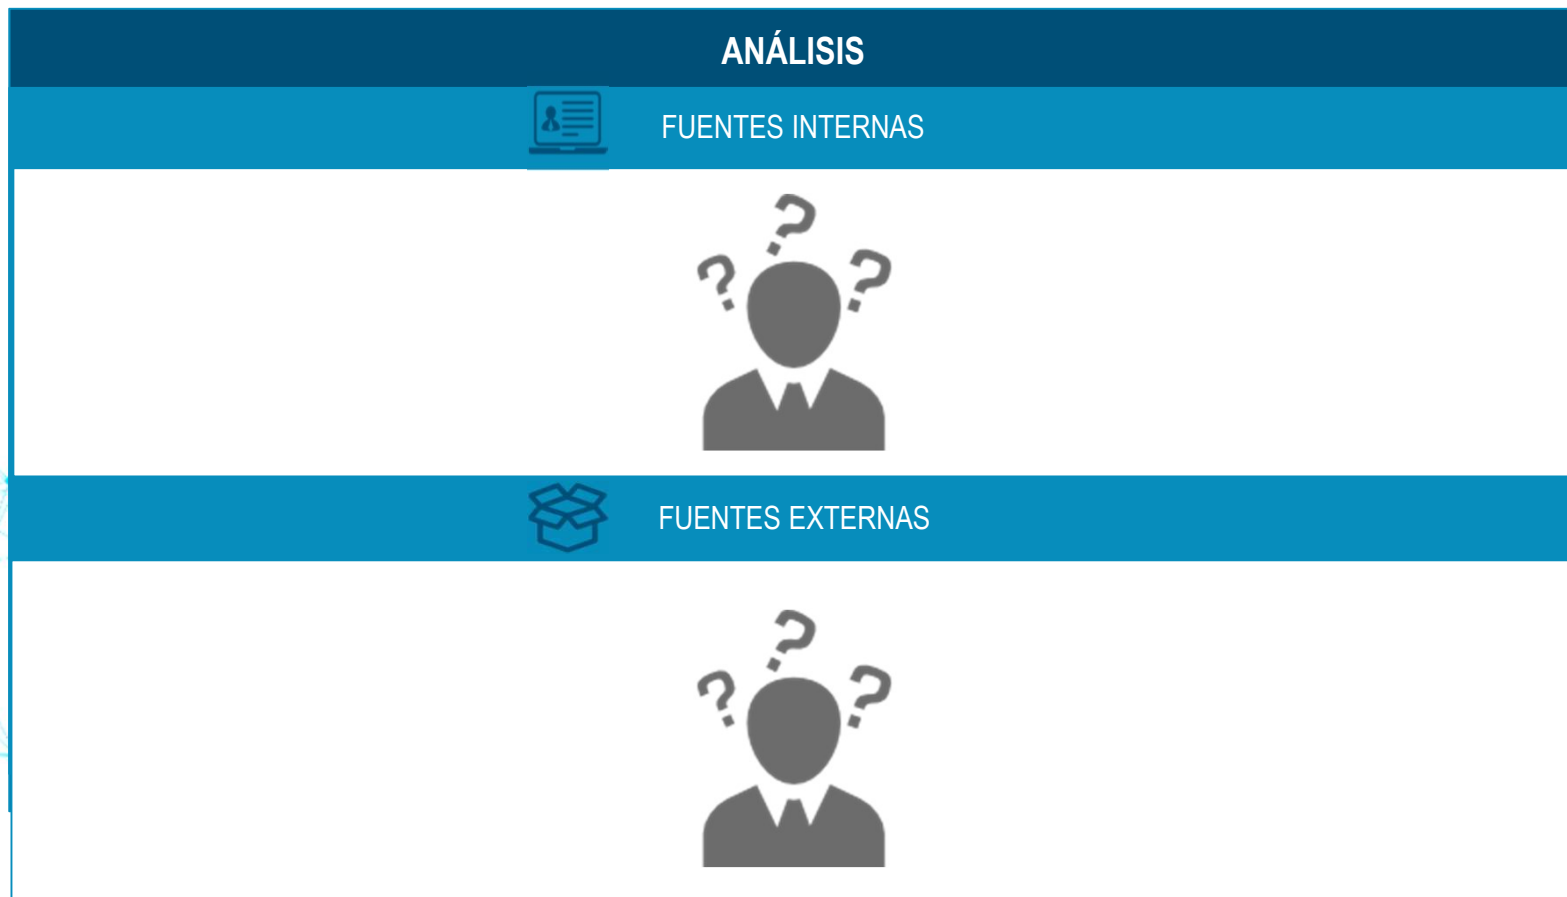 ANÁLISIS
FUENTES INTERNAS
? ? ?
FUENTES EXTERNAS
? ? ?